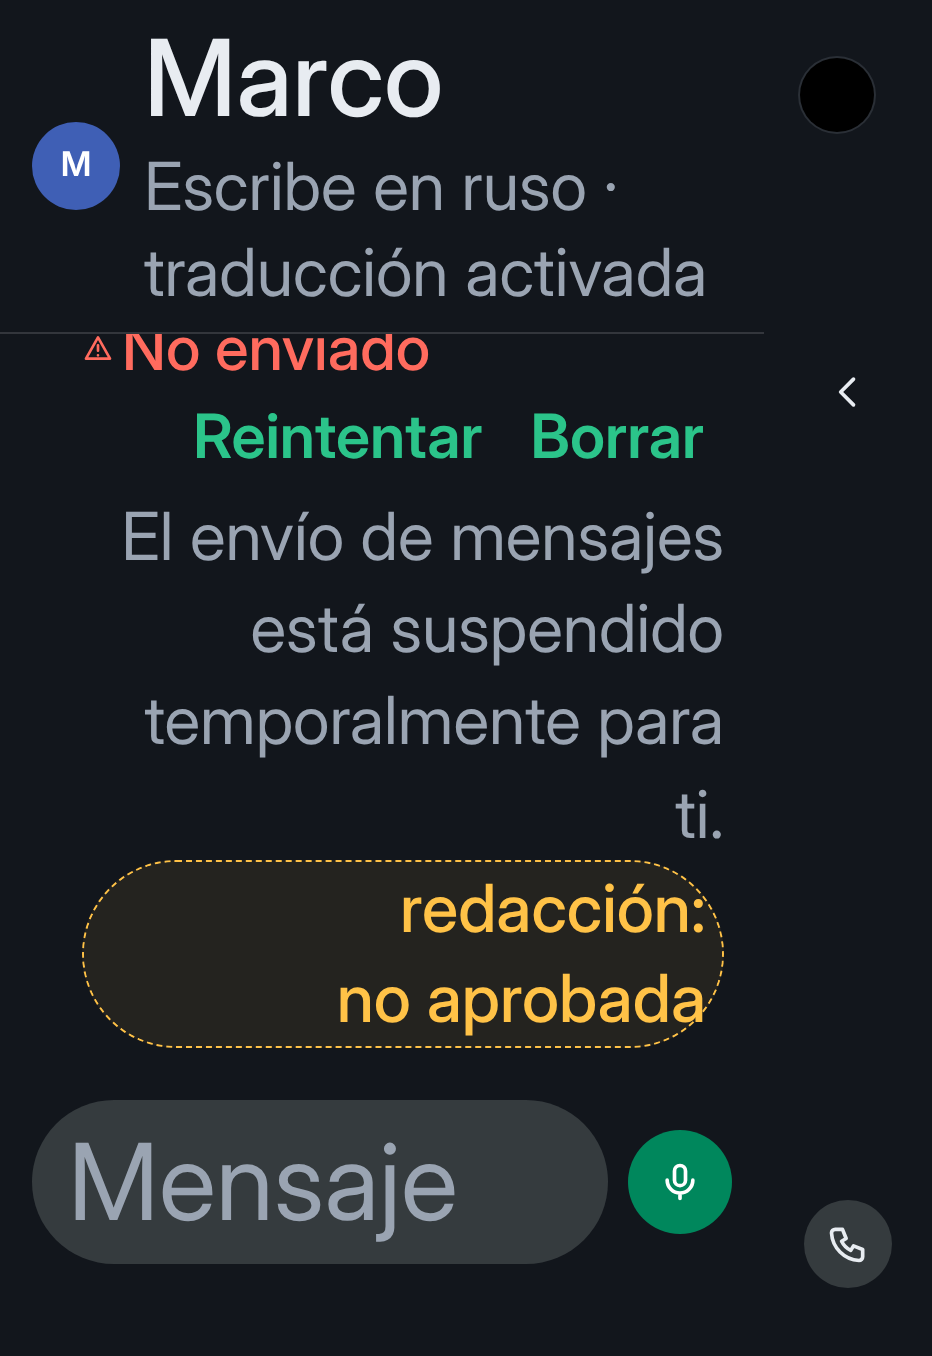 Marco
M
Escribe en ruso ·
traducción activada
No enviado
Reintentar Borrar
El envío de mensajes
está suspendido
temporalmente para
ti.
redacción:
no aprobada
Mensaje